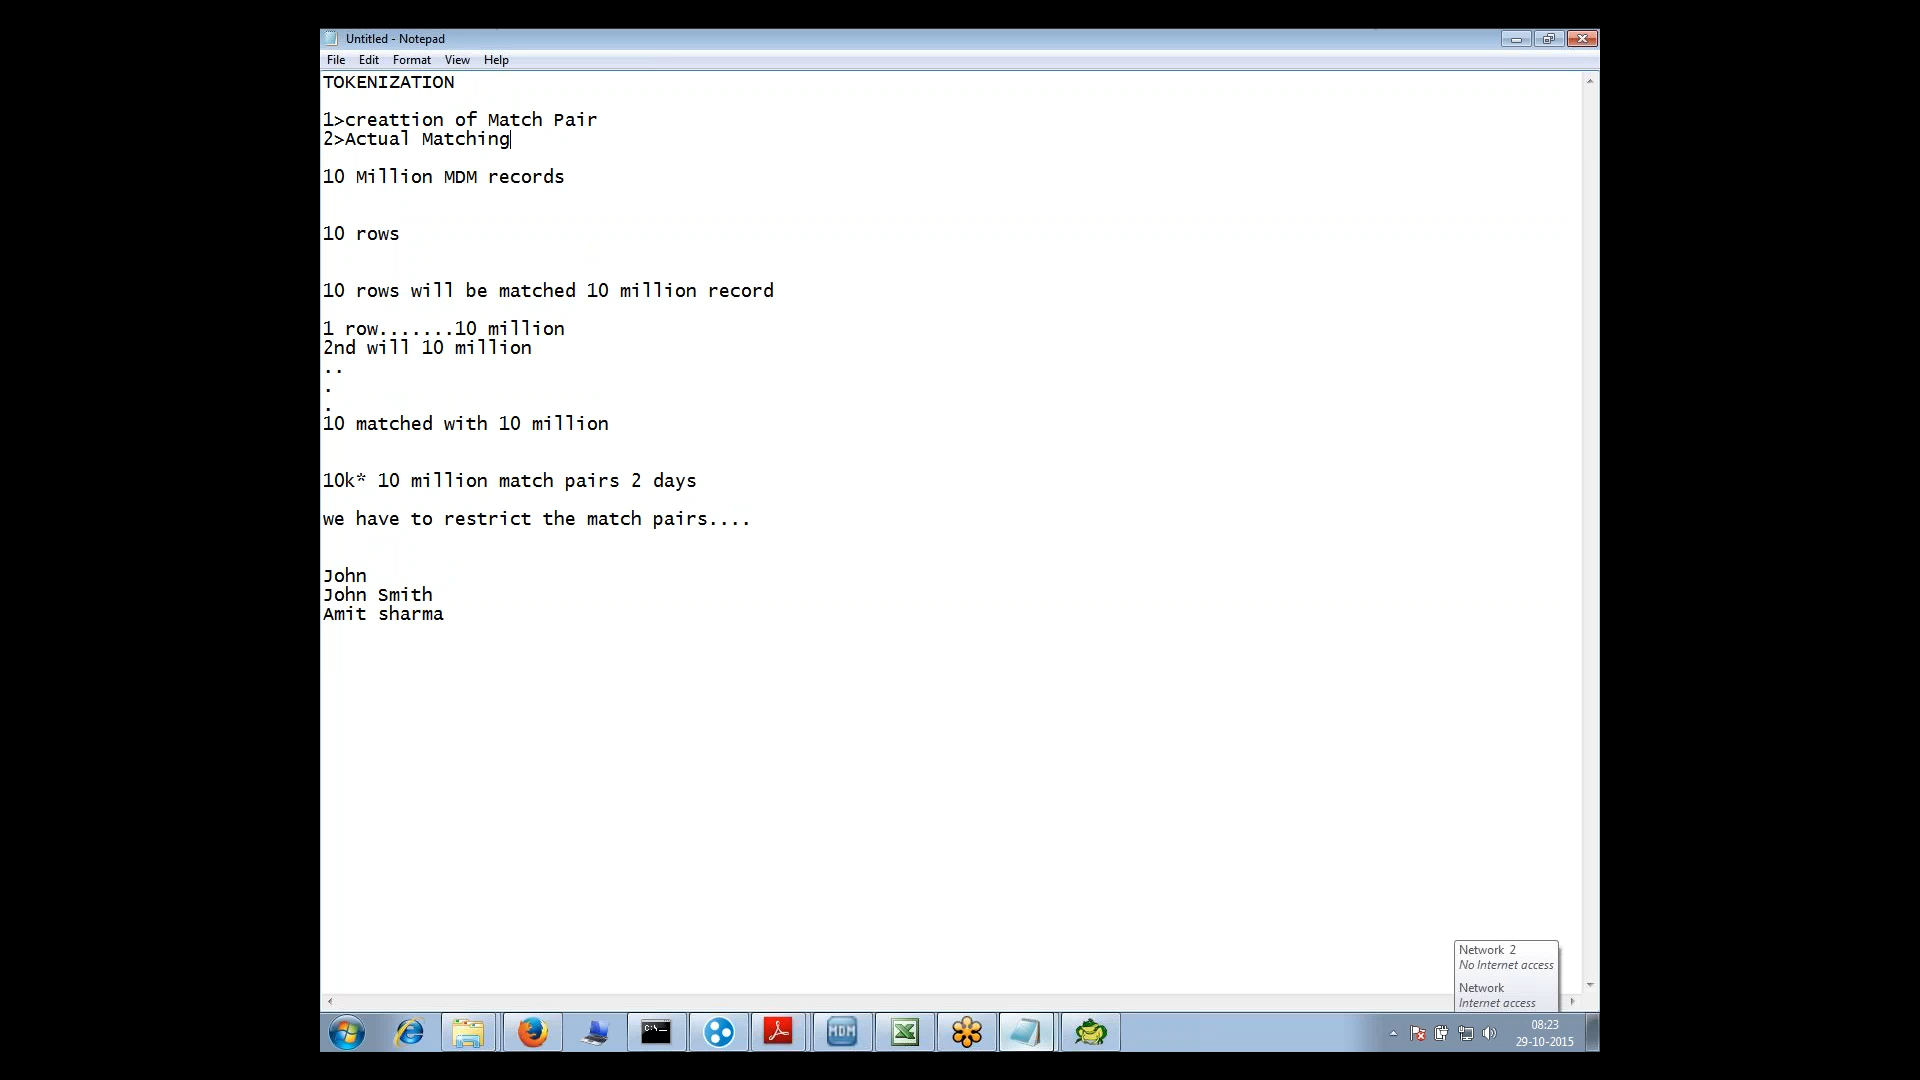 Untitled - Notepad
File Edit Format View Help
TOKENIZATION
1>creattion of Match Pair
2>Actual Matching
10 Million MDM records
10 rows
10 rows will be matched 10 million record
1 row.......10 million
2nd will 10 million
..
.
.
10 matched with 10 million
10k* 10 million match pairs 2 days
we have to restrict the match pairs....
John
John Smith
Amit sharma
Network 2
No Internet access
Network
Internet access
C:\_
MDM
08:23
29-10-2015